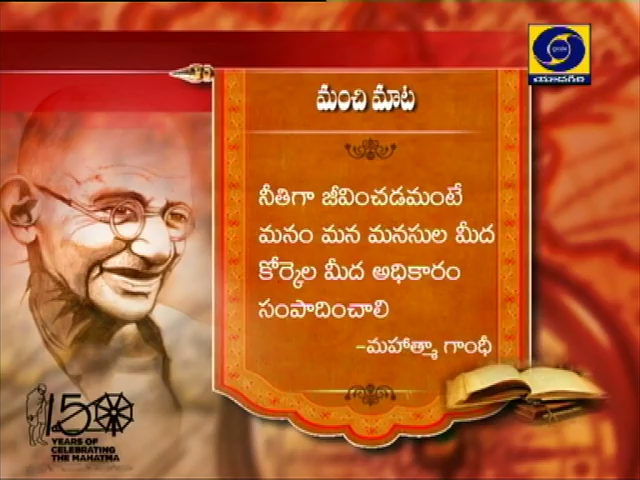 యాదగిరి
మంచి మాట
నీతిగా జీవించడమంటే
మనం మన మనసుల మీద
కోర్కెల మీద అధికారం
సంపాదించాలి
-మహాత్మా గాంధీ
150
YEARS OF
CELEBRATING
THE MAHATMA